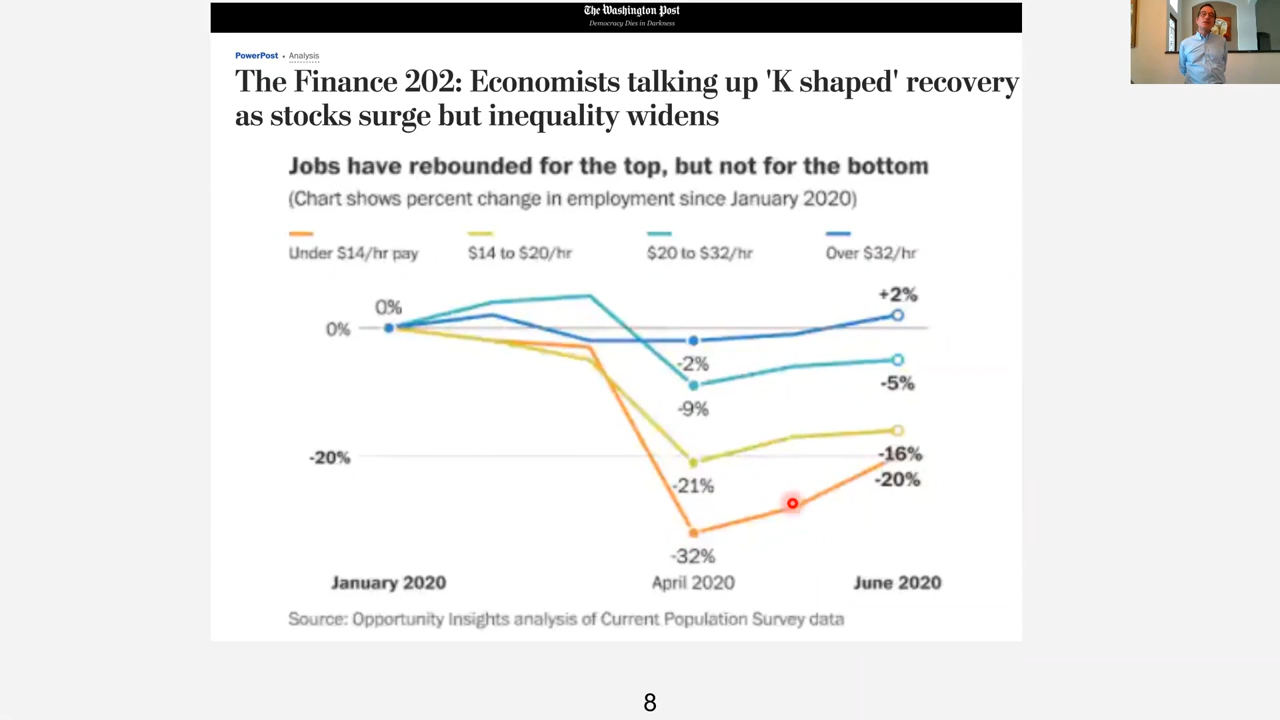 The Washington Post
Democracy Dies in Darkness
PowerPost • Analysis
The Finance 202: Economists talking up 'K shaped' recovery
as stocks surge but inequality widens
Jobs have rebounded for the top, but not for the bottom
(Chart shows percent change in employment since January 2020)
Under $14/hr pay
$14 to $20/hr
$20 to $32/hr
Over $32/hr
0%
+2%
0%
-2%
-5%
-9%
-20%
-16%
-20%
-21%
-32%
January 2020
April 2020
June 2020
Source: Opportunity Insights analysis of Current Population Survey data
8